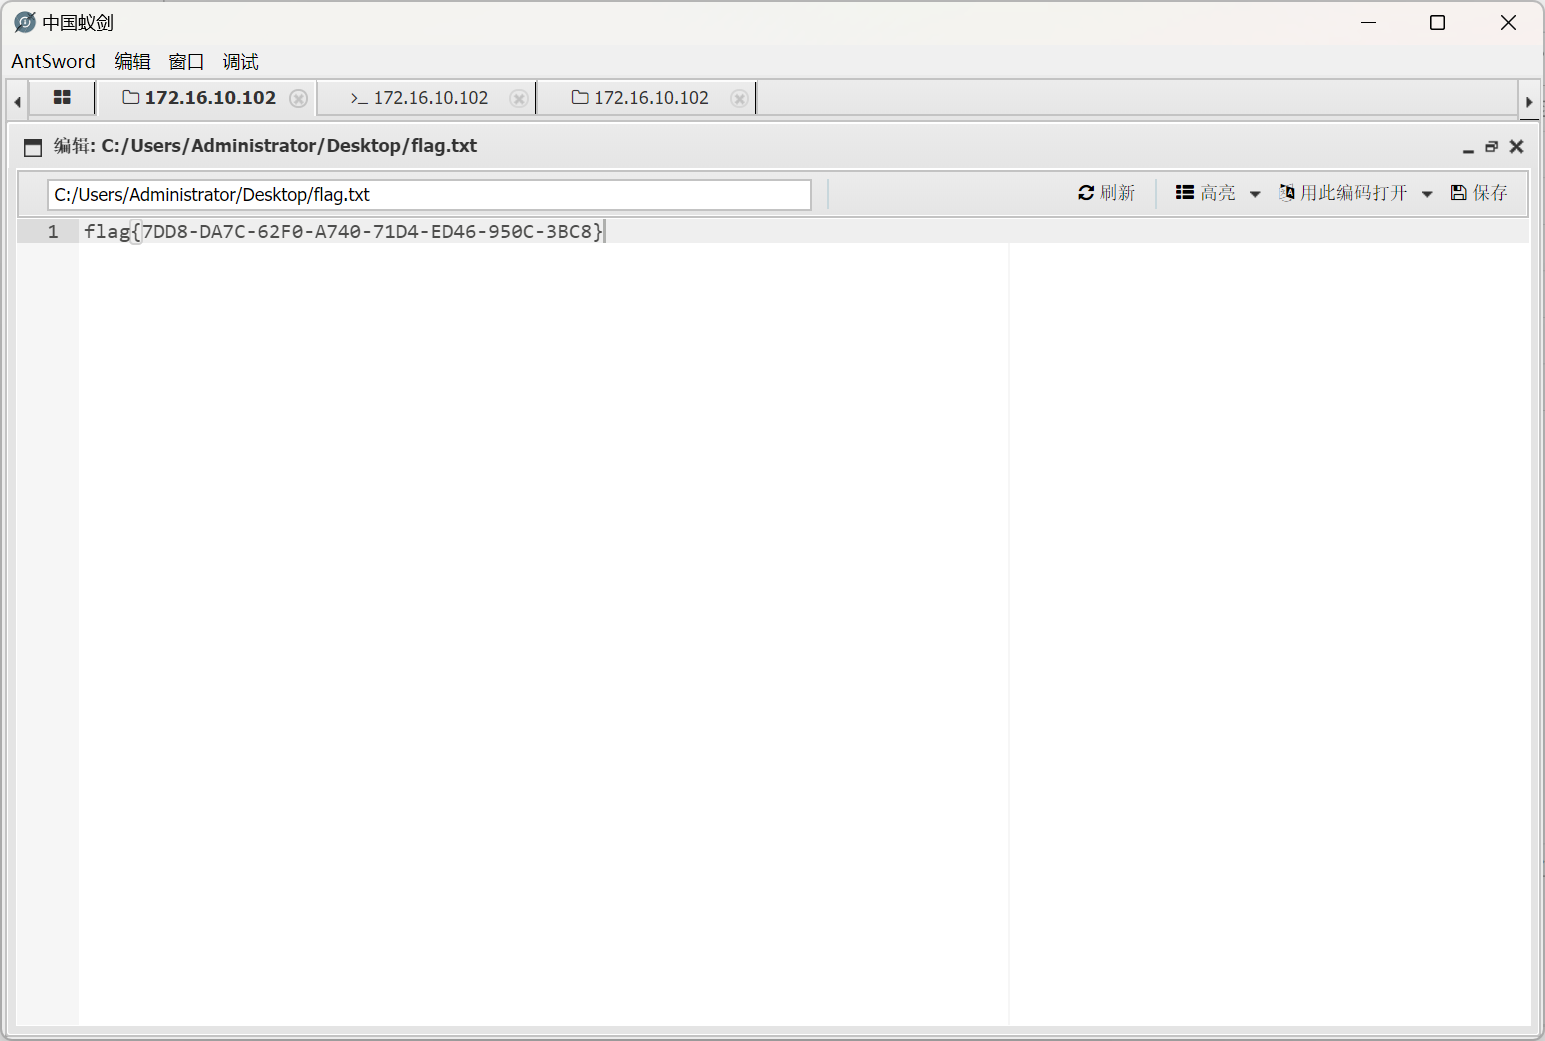 中国蚁剑
AntSword 编辑 窗口 调试
172.16.10.102 >_ 172.16.10.102 172.16.10.102
编辑: C:/Users/Administrator/Desktop/flag.txt
C:/Users/Administrator/Desktop/flag.txt 刷新 高亮 用此编码打开 保存
1 flag{7DD8-DA7C-62F0-A740-71D4-ED46-950C-3BC8}